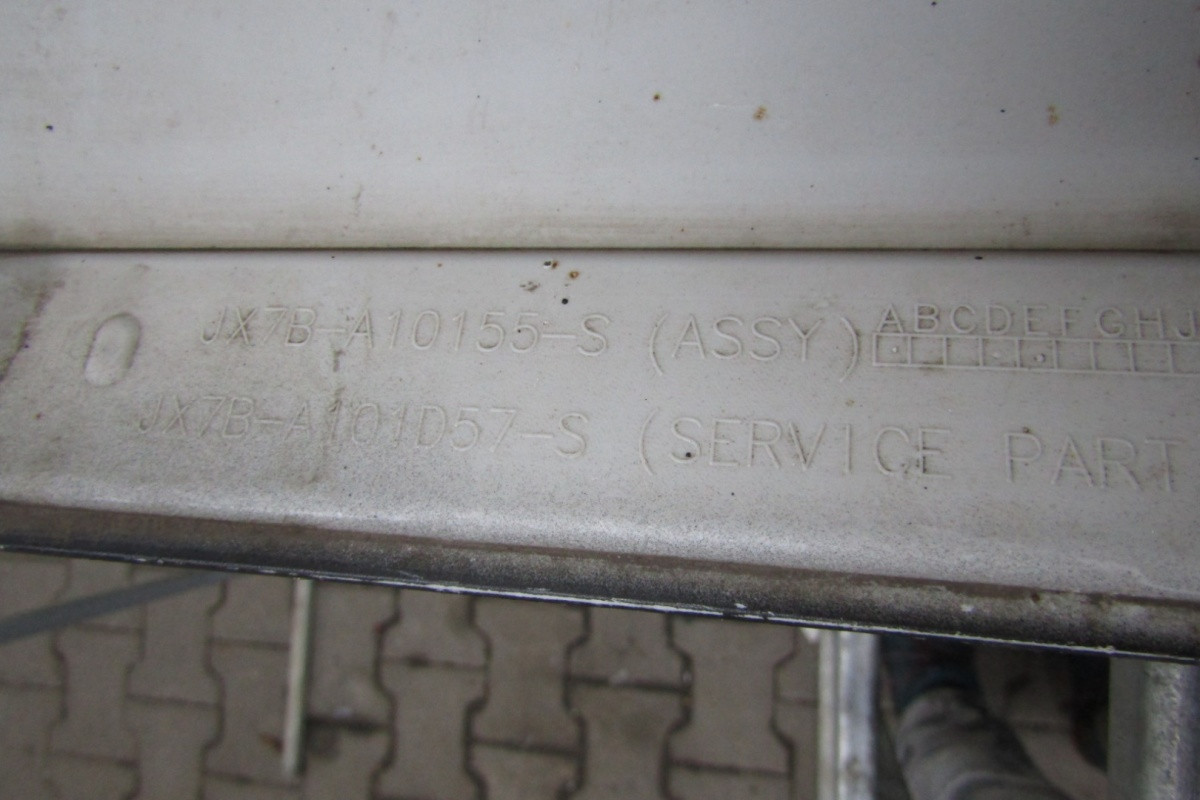 JX7B-A10155-S (ASSY) ABCDEFGHJ
JX7B-A101D57-S (SERVICE PART